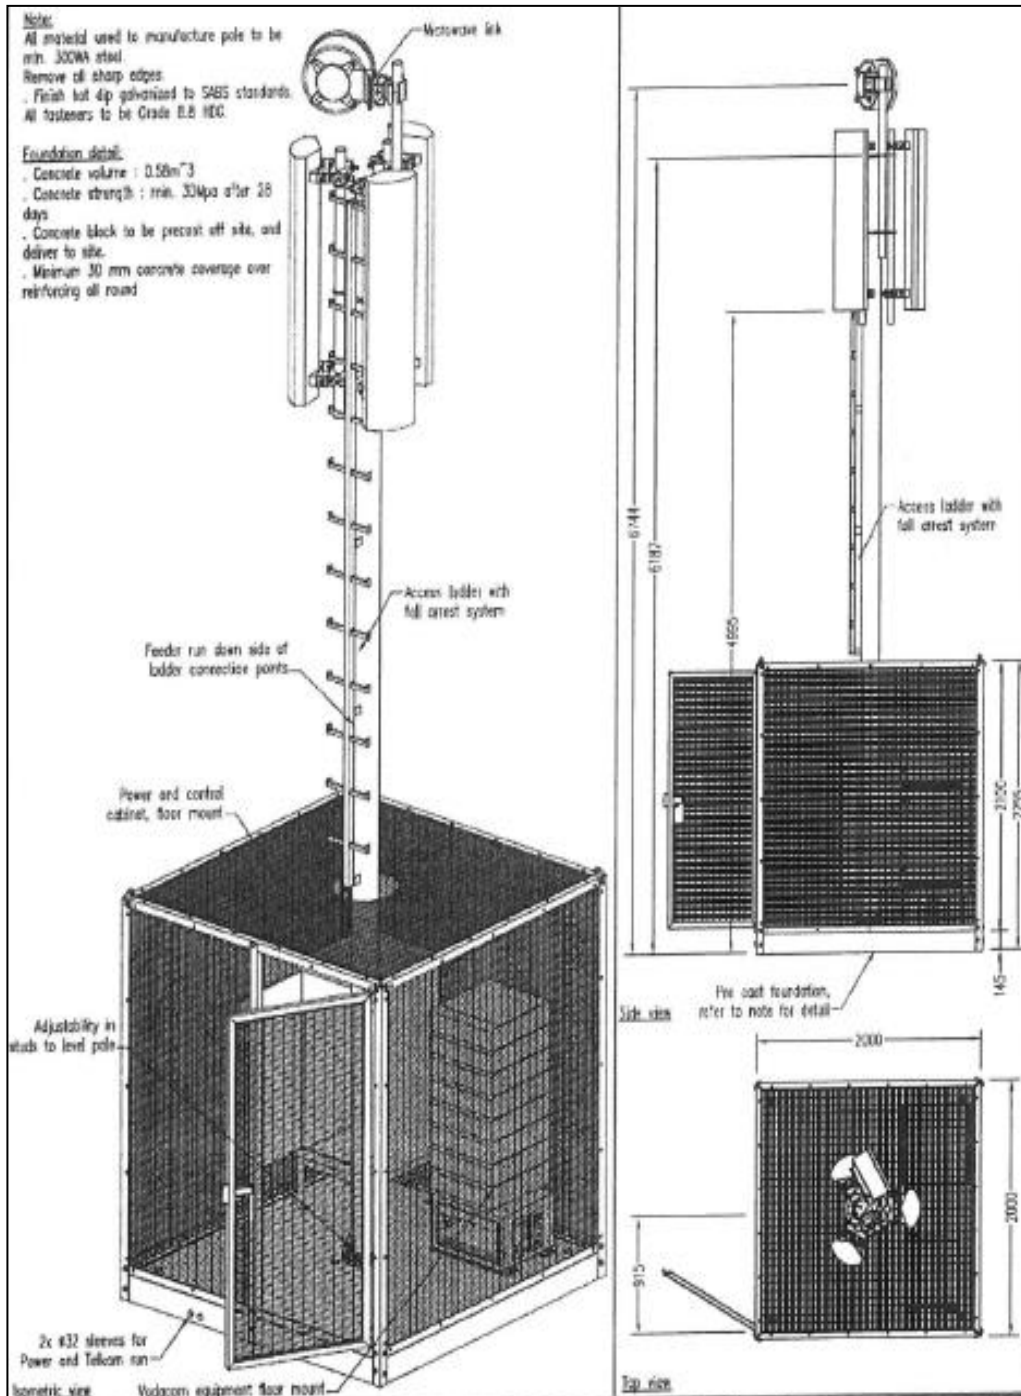 Note:
All material used to manufacture pole to be
min. 300WA steel
Remove all sharp edges
. Finish hot dip galvanized to SABS standards.
All fasteners to be Grade 8.8 HDG.
Foundation detail:
. Concrete volume : 0.58m^3
. Concrete strength : min. 30Mpa after 28
days
. Concrete block to be precast off site, and
deliver to site.
. Minimum 30 mm concrete coverage over
reinforcing all round
Microwave link
Access ladder with
fall arrest system
Feeder run down side of
ladder connection points
Power and control
cabinet, floor mount
Adjustability in
studs to level pole
2x ø32 sleeves for
Power and Telkom run
Isometric view
Vodacom equipment floor mount
6744
6187
4995
Access ladder with
fall arrest system
2100
145
Pre cast foundation,
refer to note for detail
Side view
2000
2000
915
Top view